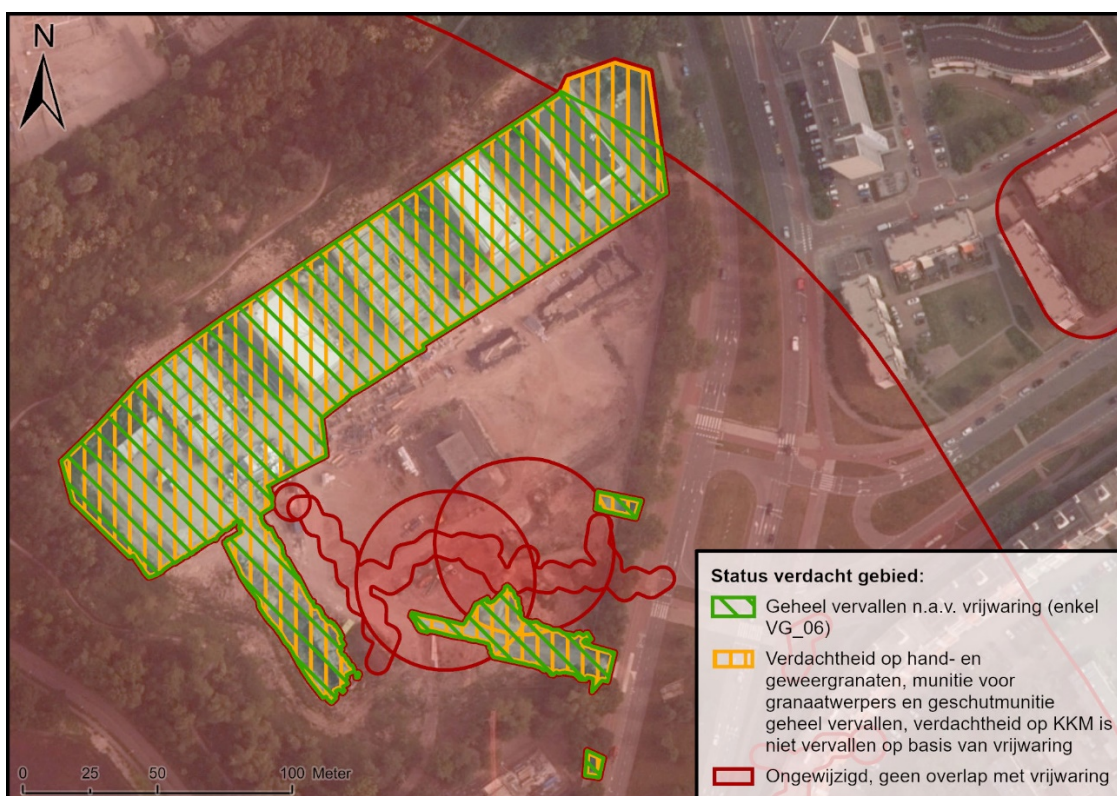 N
Status verdacht gebied:
Geheel vervallen n.a.v. vrijwaring (enkel
VG_06)
Verdachtheid op hand- en
geweergranaten, munitie voor
granaatwerpers en geschutmunitie
geheel vervallen, verdachtheid op KKM is
niet vervallen op basis van vrijwaring
Ongewijzigd, geen overlap met vrijwaring
0 25 50 100 Meter